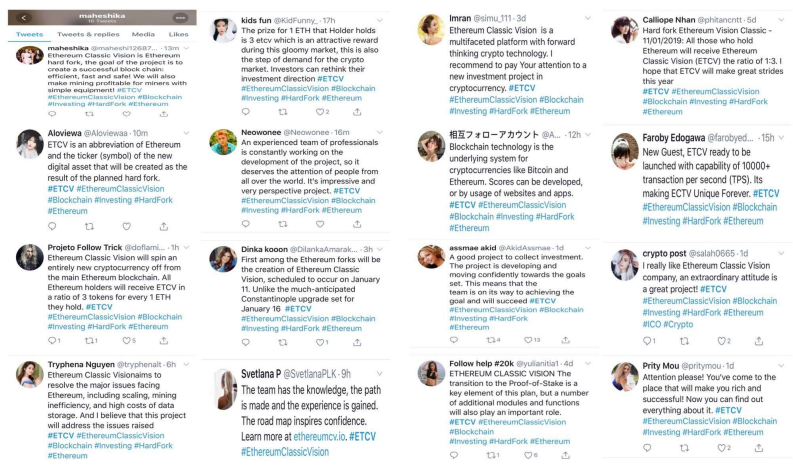 maheshika
16 Tweets
Tweets Tweets & replies Media Likes
maheshika @maheshi12687... · 13m
Ethereum Classic Vision is Ethereum
hard fork, the goal of the project is to
create a successful block chain:
efficient, fast and safe! We will also
make mining profitable for miners with
simple equipment! #ETCV
#EthereumClassicVision #Blockchain
#Investing #HardFork #Ethereum
Aloviewa @Aloviewaa · 10m
ETCV is an abbreviation of Ethereum
and the ticker (symbol) of the new
digital asset that will be created as the
result of the planned hard fork.
#ETCV #EthereumClassicVision
#Blockchain #Investing #HardFork
#Ethereum
Projeto Follow Trick @doflami... · 1h
Ethereum Classic Vision will spin an
entirely new cryptocurrency off from
the main Ethereum blockchain. All
Ethereum holders will receive ETCV in
a ratio of 3 tokens for every 1 ETH
they hold. #ETCV
#EthereumClassicVision #Blockchain
#Investing #HardFork #Ethereum
1 1 5
Tryphena Nguyen @tryphenalt · 6h
Ethereum Classic Visionaims to
resolve the major issues facing
Ethereum, including scaling, mining
inefficiency, and high costs of data
storage. And I believe that this project
will address the issues raised
#ETCV #EthereumClassicVision
#Blockchain #Investing #HardFork
#Ethereum
kids fun @KidFunny_ · 17h
The prize for 1 ETH that Holder holds
is 3 etcv which is an attractive reward
during this gloomy market, this is also
the step of demand for the crypto
market. Investors can rethink their
investment direction #ETCV
#EthereumClassicVision #Blockchain
#Investing #HardFork #Ethereum
2
Neowonee @Neowonee · 16m
An experienced team of professionals
is constantly working on the
development of the project, so it
deserves the attention of people from
all over the world. It's impressive and
very perspective project. #ETCV
#EthereumClassicVision #Blockchain
#Investing #HardFork #Ethereum
Dinka kooon @DilankaAmarak... · 3h
First among the Ethereum forks will be
the creation of Ethereum Classic
Vision, scheduled to occur on January
11. Unlike the much-anticipated
Constantinople upgrade set for
January 16 #ETCV
#EthereumClassicVision #Blockchain
#Investing #HardFork #Ethereum
1
Svetlana P @SvetlanaPLK · 9h
The team has the knowledge, the path
is made and the experience is gained.
The road map inspires confidence.
Learn more at ethereumcv.io. #ETCV
#EthereumClassicVision
Imran @simu_111 · 3d
Ethereum Classic Vision is a
multifaceted platform with forward
thinking crypto technology. I
recommend to pay Your attention to a
new investment project in
cryptocurrency. #ETCV
#EthereumClassicVision #Blockchain
#Investing #HardFork #Ethereum
相互フォローアカウント @A... · 12h
Blockchain technology is the
underlying system for
cryptocurrencies like Bitcoin and
Ethereum. Scores can be developed,
or by usage of websites and apps.
#ETCV #EthereumClassicVision
#Blockchain #Investing #HardFork
#Ethereum
assmae akid @AkidAssmae · 1d
A good project to collect investment.
The project is developing and
moving confidently towards the goals
set. This means that the
team is on its way to achieving the
goal and will succeed #ETCV
#EthereumClassicVision #Blockchain
#Investing #HardFork
#Ethereum
4 13
Follow help #20k @yulianitia1 · 4d
ETHEREUM CLASSIC VISION The
transition to the Proof-of-Stake is a
key element of this plan, but a number
of additional modules and functions
will also play an important role.
#ETCV #EthereumClassicVision
#Blockchain
#Investing #HardFork #Ethereum
1 6
Calliope Nhan @phitancntt · 5d
Hard fork Ethereum Vision Classic -
11/01/2019: All those who hold
Ethereum will receive Ethereum
Classic Vision (ETCV) the ratio of 1:3. I
hope that ETCV will make great strides
this year
#ETCV #EthereumClassicVision
#Blockchain #Investing #HardFork
#Ethereum
Faroby Edogawa @farobyed... · 15h
New Guest, ETCV ready to be
launched with capability of 10000+
transaction per second (TPS). Its
making ECTV Unique Forever. #ETCV
#EthereumClassicVision #Blockchain
#Investing #HardFork #Ethereum
crypto post @salah0665 · 1d
I really like Ethereum Classic Vision
company, an extraordinary attitude is
a great project! #ETCV
#EthereumClassicVision #Blockchain
#Investing #HardFork #Ethereum
#ICO #Crypto
1 2
Prity Mou @pritymou · 1d
Attention please! You've come to the
place that will make you rich and
successful! Now you can find out
everything about it. #ETCV
#EthereumClassicVision #Blockchain
#Investing #HardFork #Ethereum
2